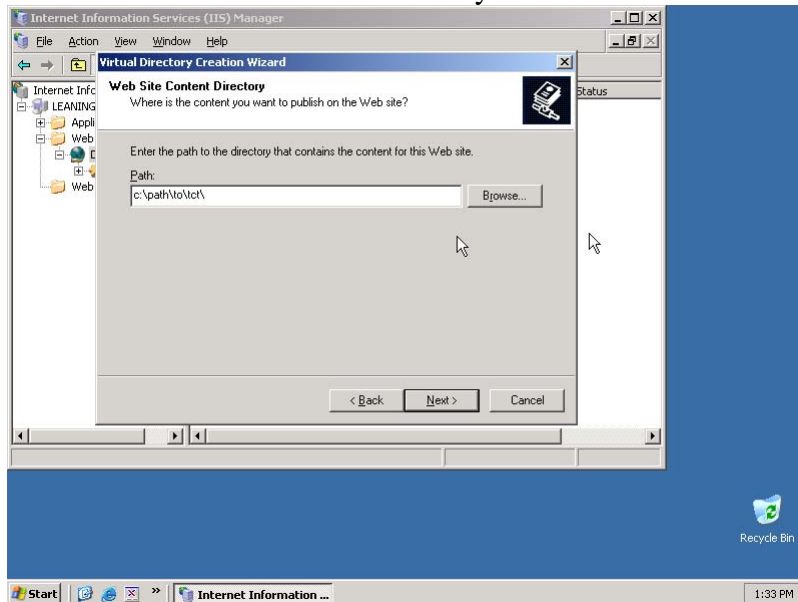 Internet Information Services (IIS) Manager
File Action View Window Help
Virtual Directory Creation Wizard
Web Site Content Directory
Where is the content you want to publish on the Web site?
Internet Info
LEANING
Appli
Web
D
Web
Status
Enter the path to the directory that contains the content for this Web site.
Path:
c:\path\to\tct\
Browse...
< Back Next > Cancel
Recycle Bin
Start
Internet Information ...
1:33 PM